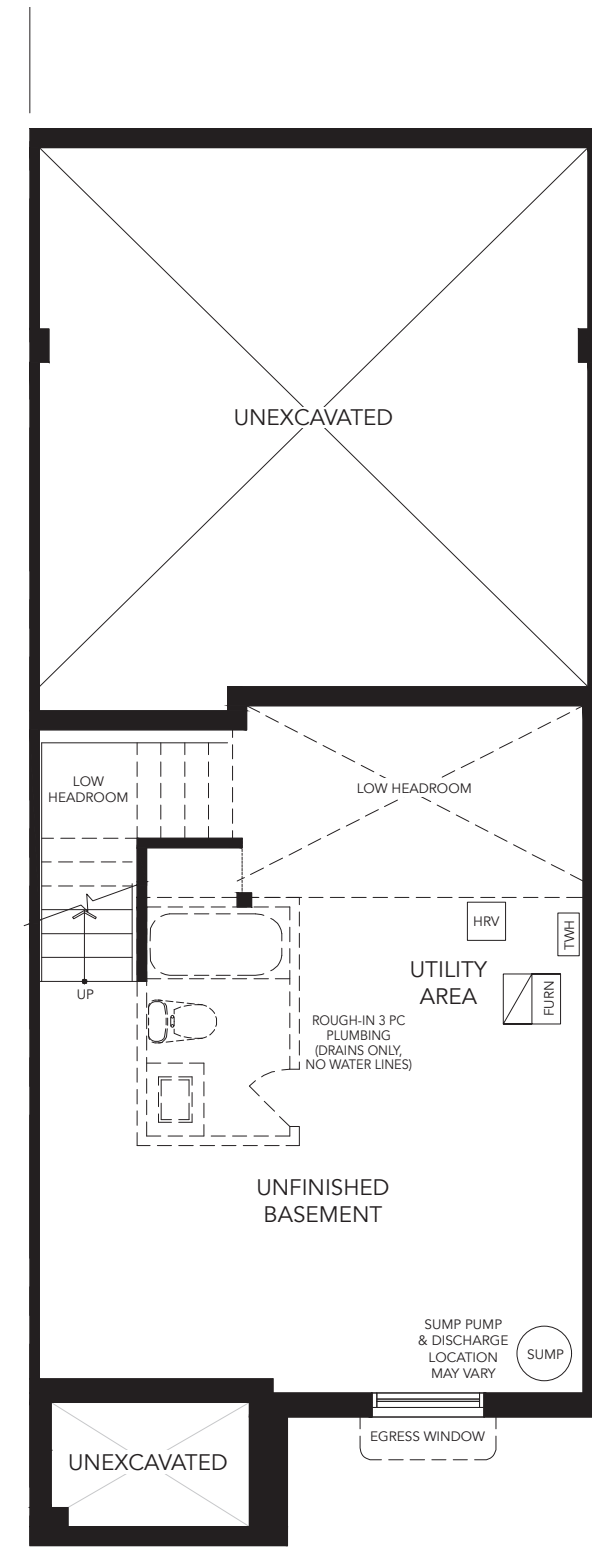 UNEXCAVATED
LOW
HEADROOM
LOW HEADROOM
HRV
TWH
UTILITY
AREA
FURN
UP
ROUGH-IN 3 PC
PLUMBING
(DRAINS ONLY,
NO WATER LINES)
UNFINISHED
BASEMENT
SUMP PUMP
& DISCHARGE
LOCATION
MAY VARY
SUMP
EGRESS WINDOW
UNEXCAVATED